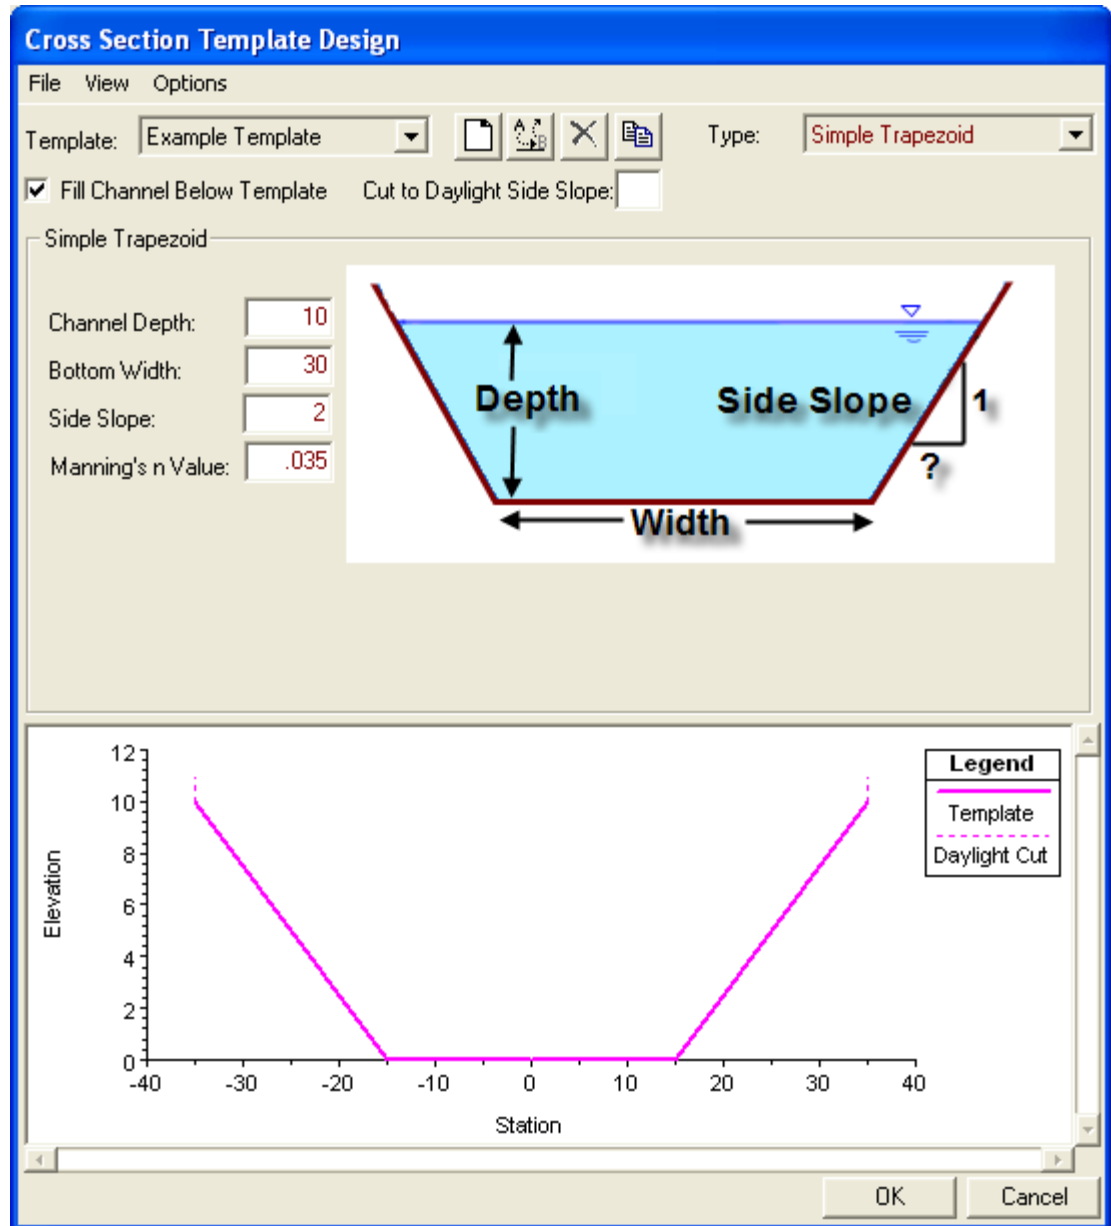 Cross Section Template Design
File View Options
Template: Example Template Type: Simple Trapezoid
Fill Channel Below Template Cut to Daylight Side Slope:
Simple Trapezoid
Channel Depth: 10
Bottom Width: 30
Side Slope: 2
Manning's n Value: .035
Depth Side Slope 1
?
Width
12
10
8
6
4
2
0
Elevation
-40 -30 -20 -10 0 10 20 30 40
Station
Legend
Template
Daylight Cut
OK Cancel